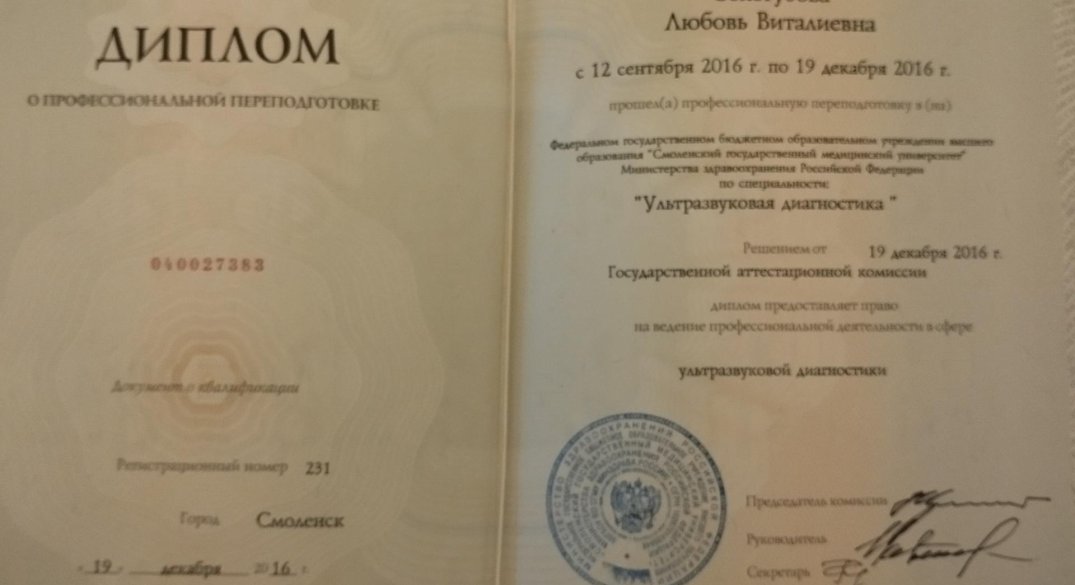 ДИПЛОМ
О ПРОФЕССИОНАЛЬНОЙ ПЕРЕПОДГОТОВКЕ
040027383
Документ о квалификации
Регистрационный номер 231
Город Смоленск
« 19 » декабря 2016 г.
Любовь Виталиевна
с 12 сентября 2016 г. по 19 декабря 2016 г.
прошел(а) профессиональную переподготовку в (на)
Федеральном государственном бюджетном образовательном учреждении высшего
образования "Смоленский государственный медицинский университет"
Министерства здравоохранения Российской Федерации
по специальности:
"Ультразвуковая диагностика "
Решением от 19 декабря 2016 г.
Государственной аттестационной комиссии
диплом предоставляет право
на ведение профессиональной деятельности в сфере
ультразвуковой диагностики
Председатель комиссии
Руководитель
Секретарь